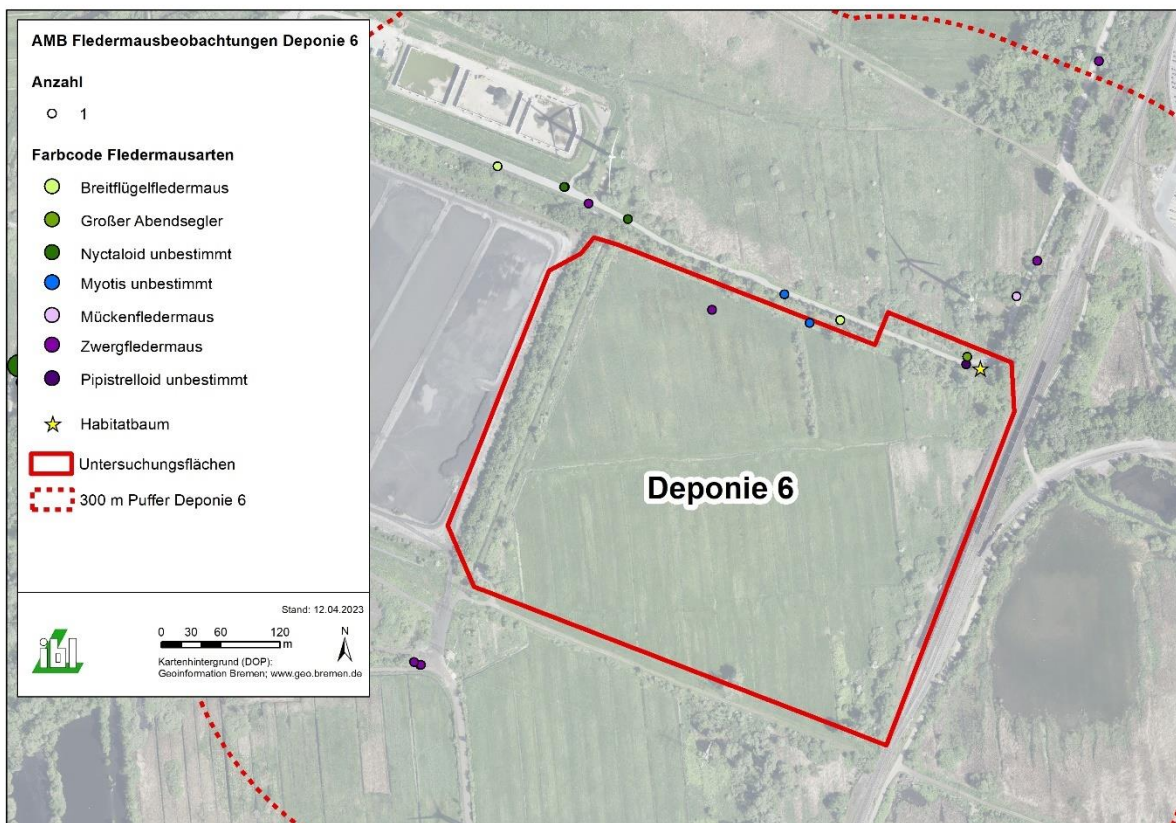 AMB Fledermausbeobachtungen Deponie 6
Anzahl
1
Farbcode Fledermausarten
Breitflügelfledermaus
Großer Abendsegler
Nyctaloid unbestimmt
Myotis unbestimmt
Mückenfledermaus
Zwergfledermaus
Pipistrelloid unbestimmt
Habitatbaum
Untersuchungsflächen
300 m Puffer Deponie 6
Stand: 12.04.2023
ibl
0 30 60 120
m
N
Kartenhintergrund (DOP):
Geoinformation Bremen; www.geo.bremen.de
Deponie 6